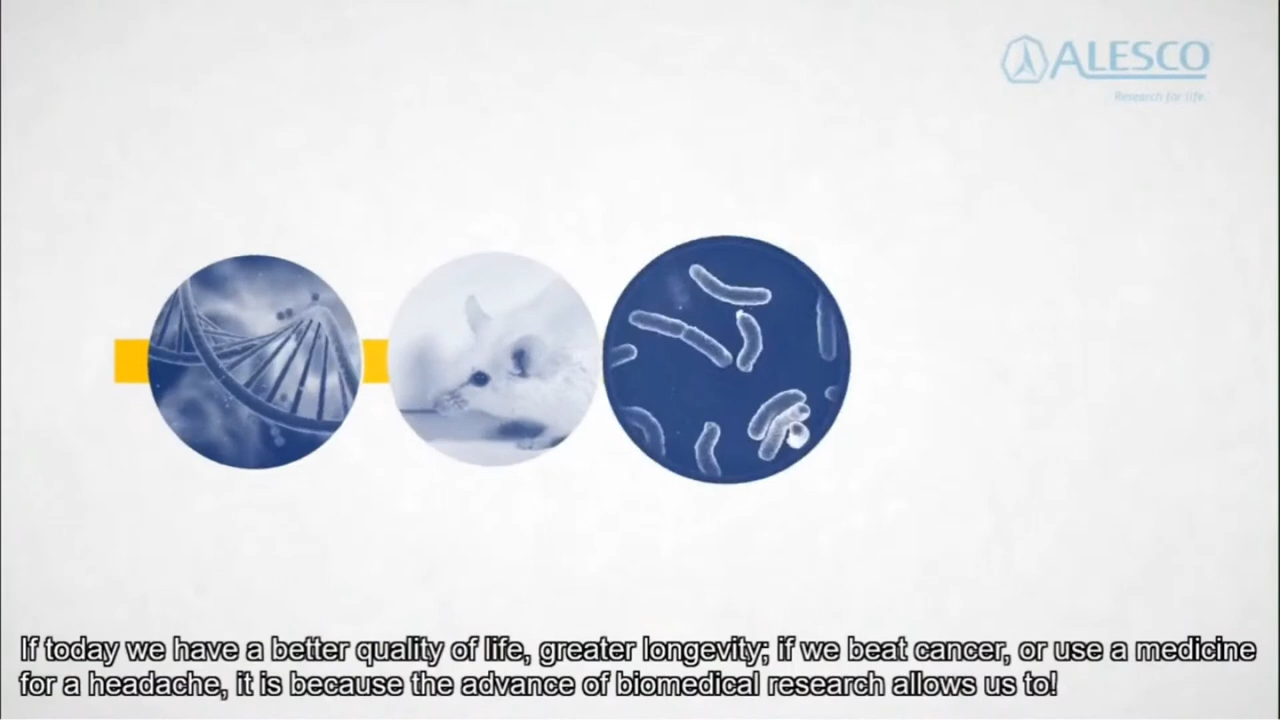 ALESCO
Research for life
If today we have a better quality of life, greater longevity; if we beat cancer, or use a medicine
for a headache, it is because the advance of biomedical research allows us to!